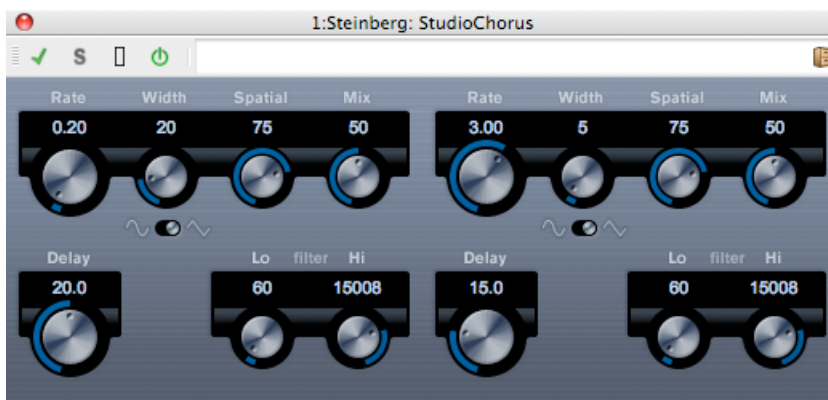 1:Steinberg: StudioChorus
S
Rate Width Spatial Mix Rate Width Spatial Mix
0.20 20 75 50 3.00 5 75 50
Delay Lo filter Hi Delay Lo filter Hi
20.0 60 15008 15.0 60 15008